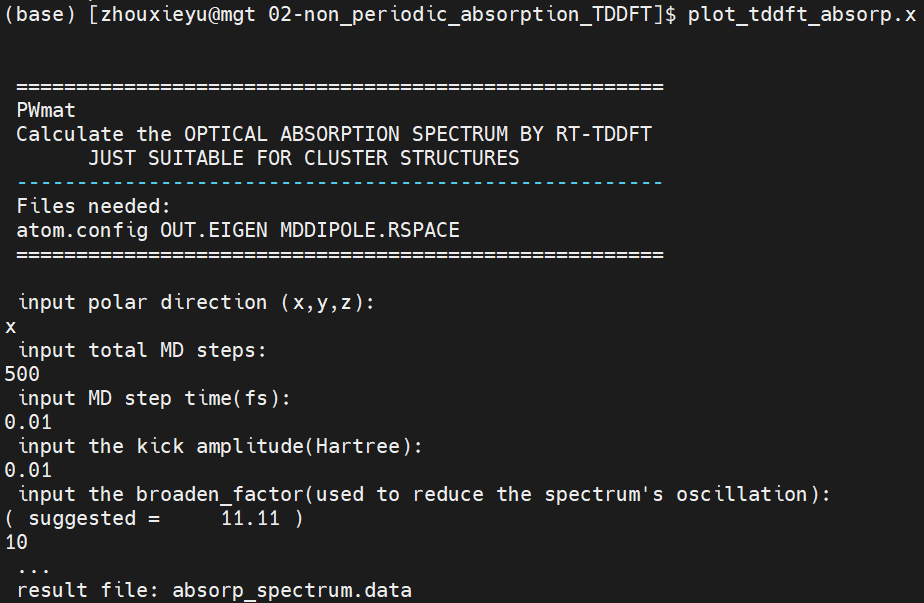 (base) [zhouxieyu@mgt 02-non_periodic_absorption_TDDFT]$ plot_tddft_absorp.x
======================================================
PWmat
Calculate the OPTICAL ABSORPTION SPECTRUM BY RT-TDDFT
JUST SUITABLE FOR CLUSTER STRUCTURES
------------------------------------------------------
Files needed:
atom.config OUT.EIGEN MDDIPOLE.RSPACE
======================================================
input polar direction (x,y,z):
x
input total MD steps:
500
input MD step time(fs):
0.01
input the kick amplitude(Hartree):
0.01
input the broaden_factor(used to reduce the spectrum's oscillation):
( suggested =     11.11 )
10
...
result file: absorp_spectrum.data